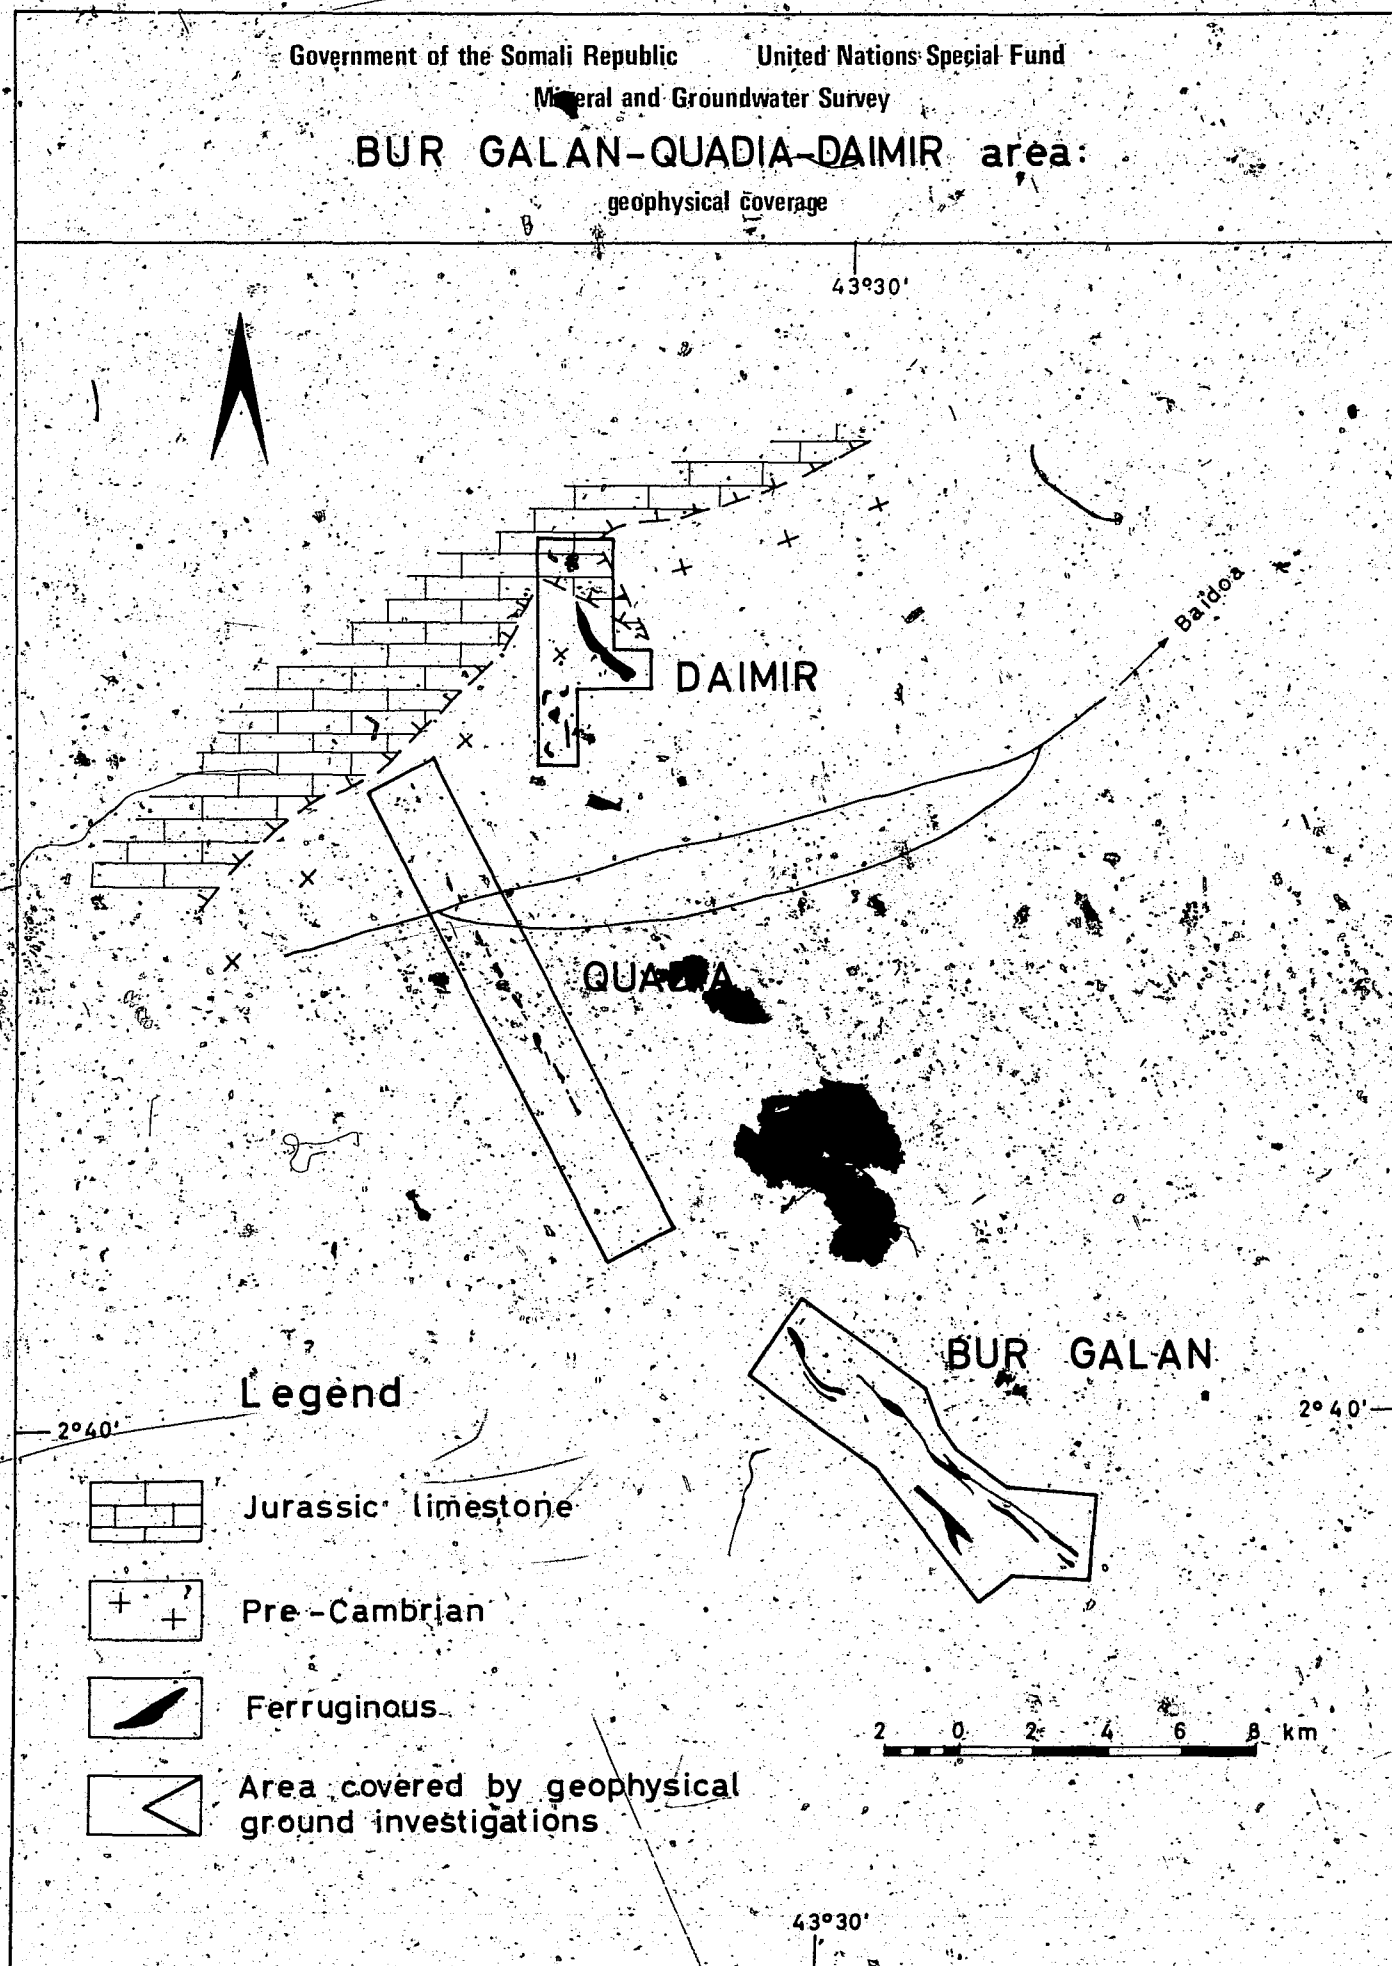 Government of the Somali Republic United Nations Special Fund
Mineral and Groundwater Survey
BUR GALAN-QUADIA-DAIMIR area:
geophysical coverage
43°30'
Baidoa
DAIMIR
QUADIA
BUR GALAN
Legend
2°40'
2°40'
Jurassic limestone
Pre-Cambrian
Ferruginous
2 0 2 4 6 8 km
Area covered by geophysical
ground investigations
43°30'